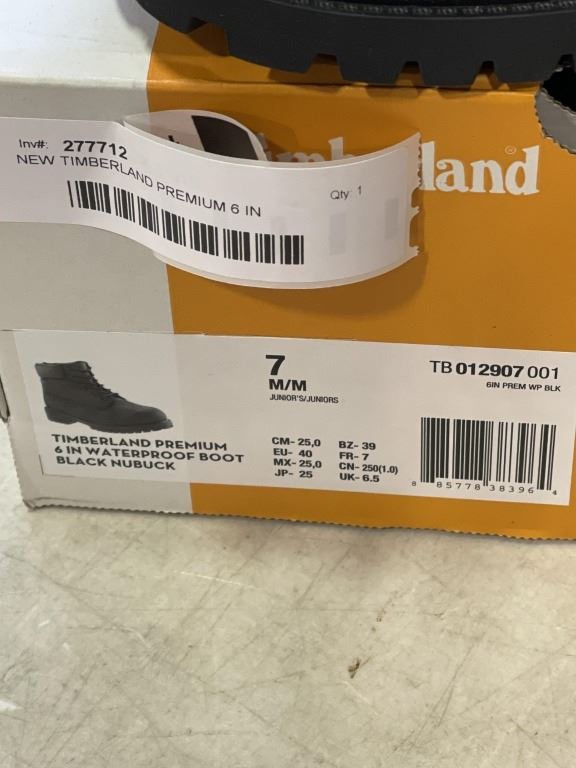 Inv#: 277712
NEW TIMBERLAND PREMIUM 6 IN
Qty: 1
land®
7
M/M
JUNIOR'S/JUNIORS
TB 012907 001
6IN PREM WP BLK
TIMBERLAND PREMIUM
6 IN WATERPROOF BOOT
BLACK NUBUCK
CM- 25,0 BZ- 39
EU- 40 FR- 7
MX- 25,0 CN- 250(1.0)
JP- 25 UK- 6.5
8 85778 38396 4